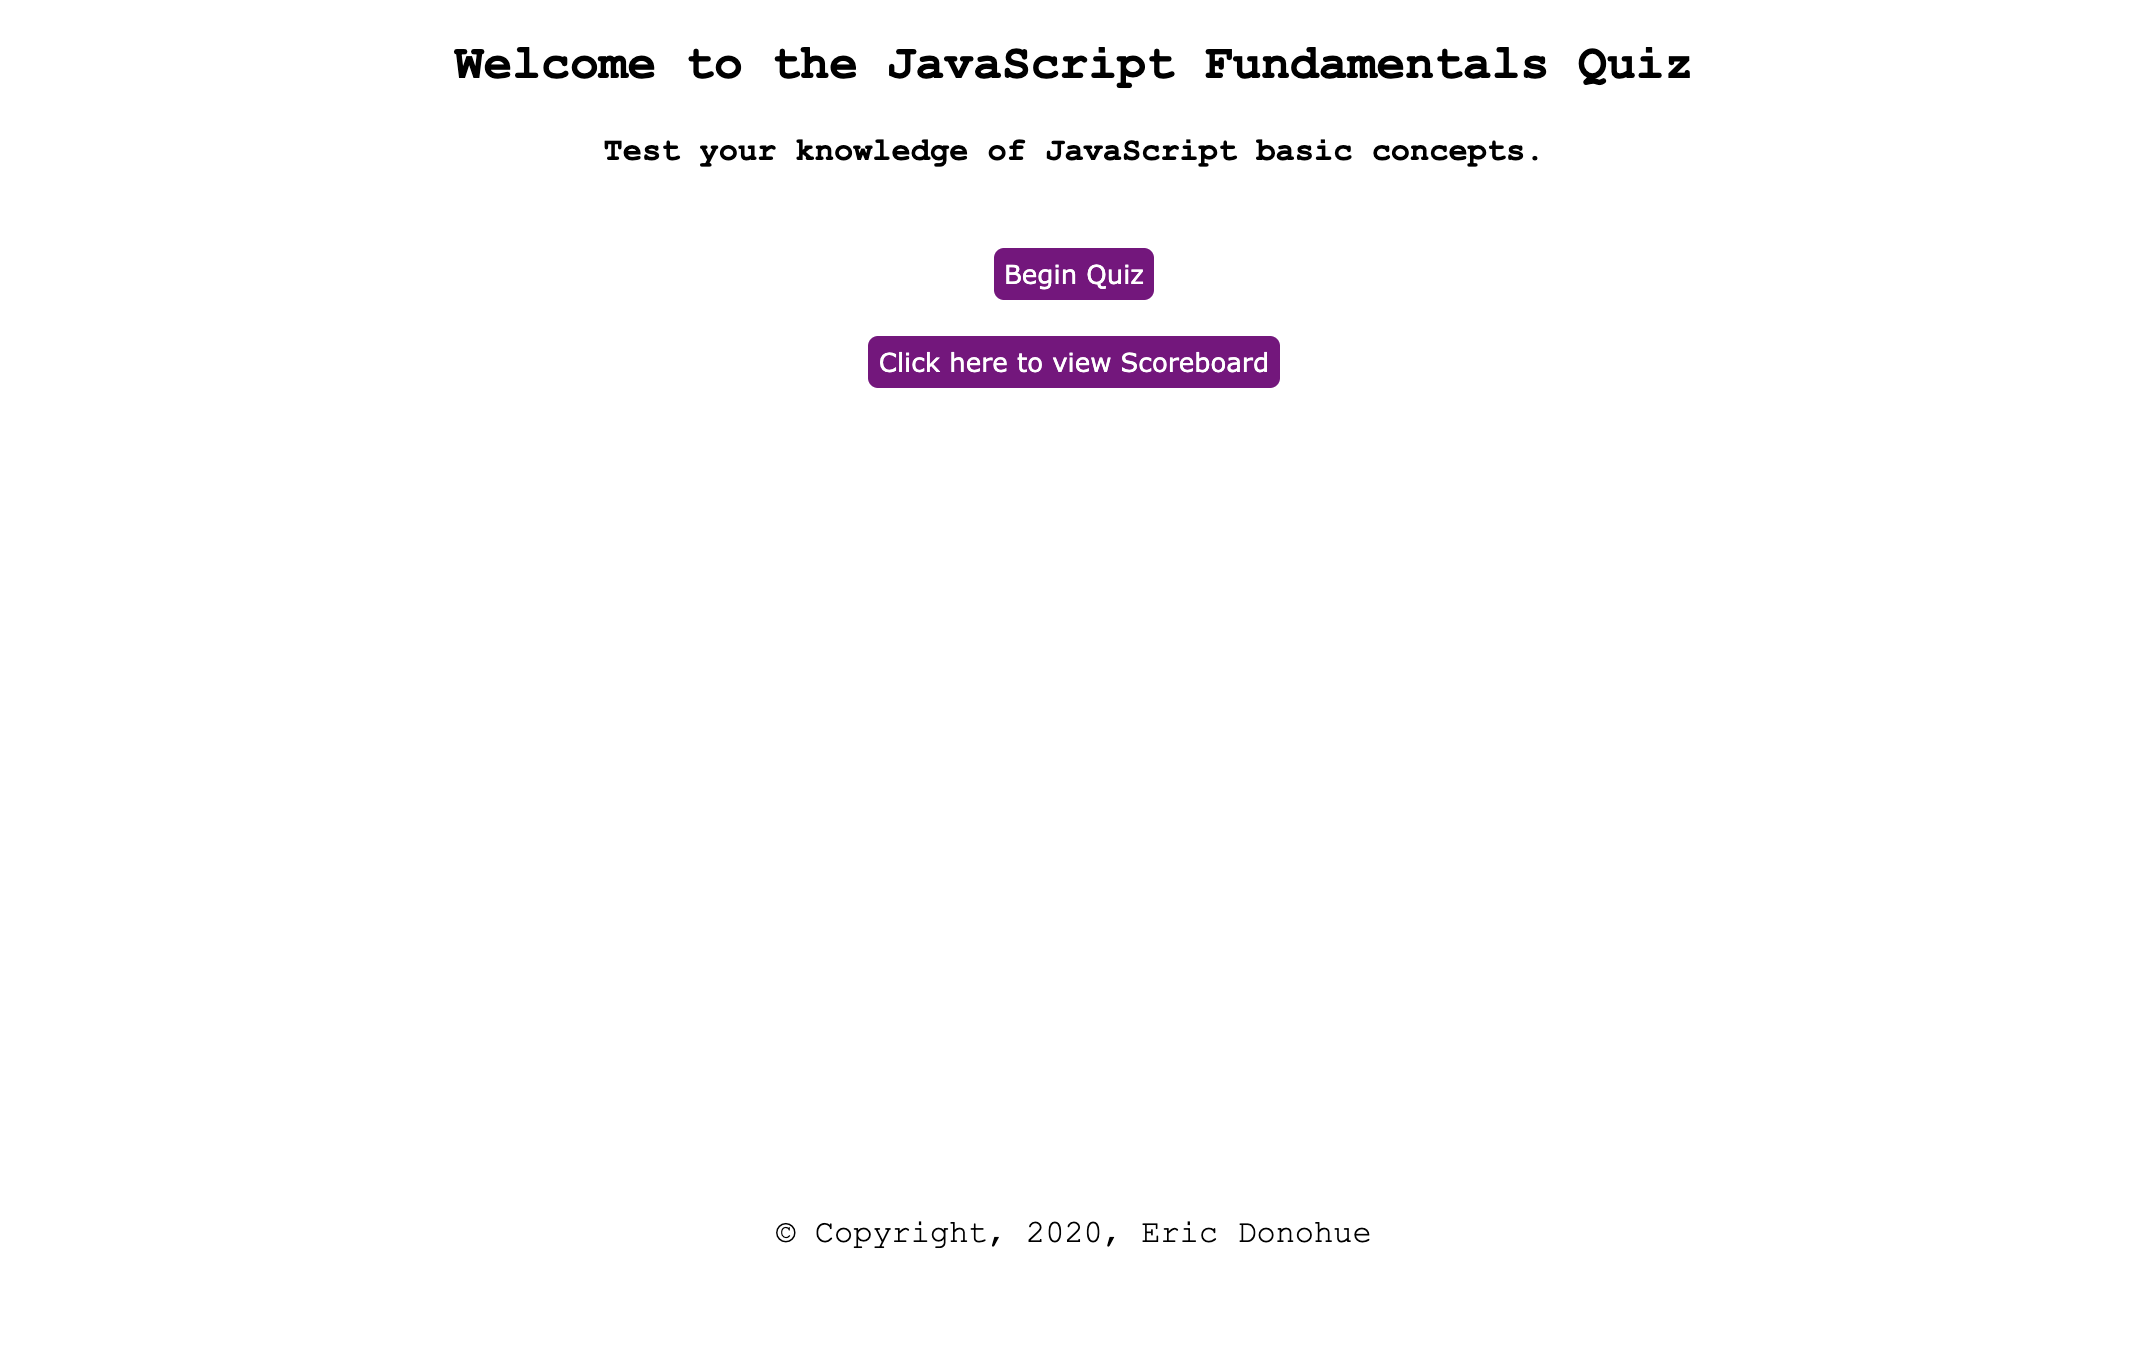 Welcome to the JavaScript Fundamentals Quiz
Test your knowledge of JavaScript basic concepts.
Begin Quiz
Click here to view Scoreboard
© Copyright, 2020, Eric Donohue